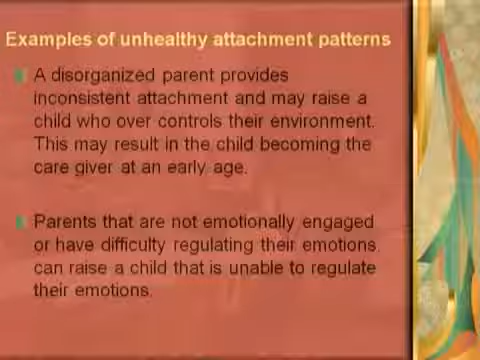 Examples of unhealthy attachment patterns
A disorganized parent provides
inconsistent attachment and may raise a
child who over controls their environment.
This may result in the child becoming the
care giver at an early age.
Parents that are not emotionally engaged
or have difficulty regulating their emotions
can raise a child that is unable to regulate
their emotions.